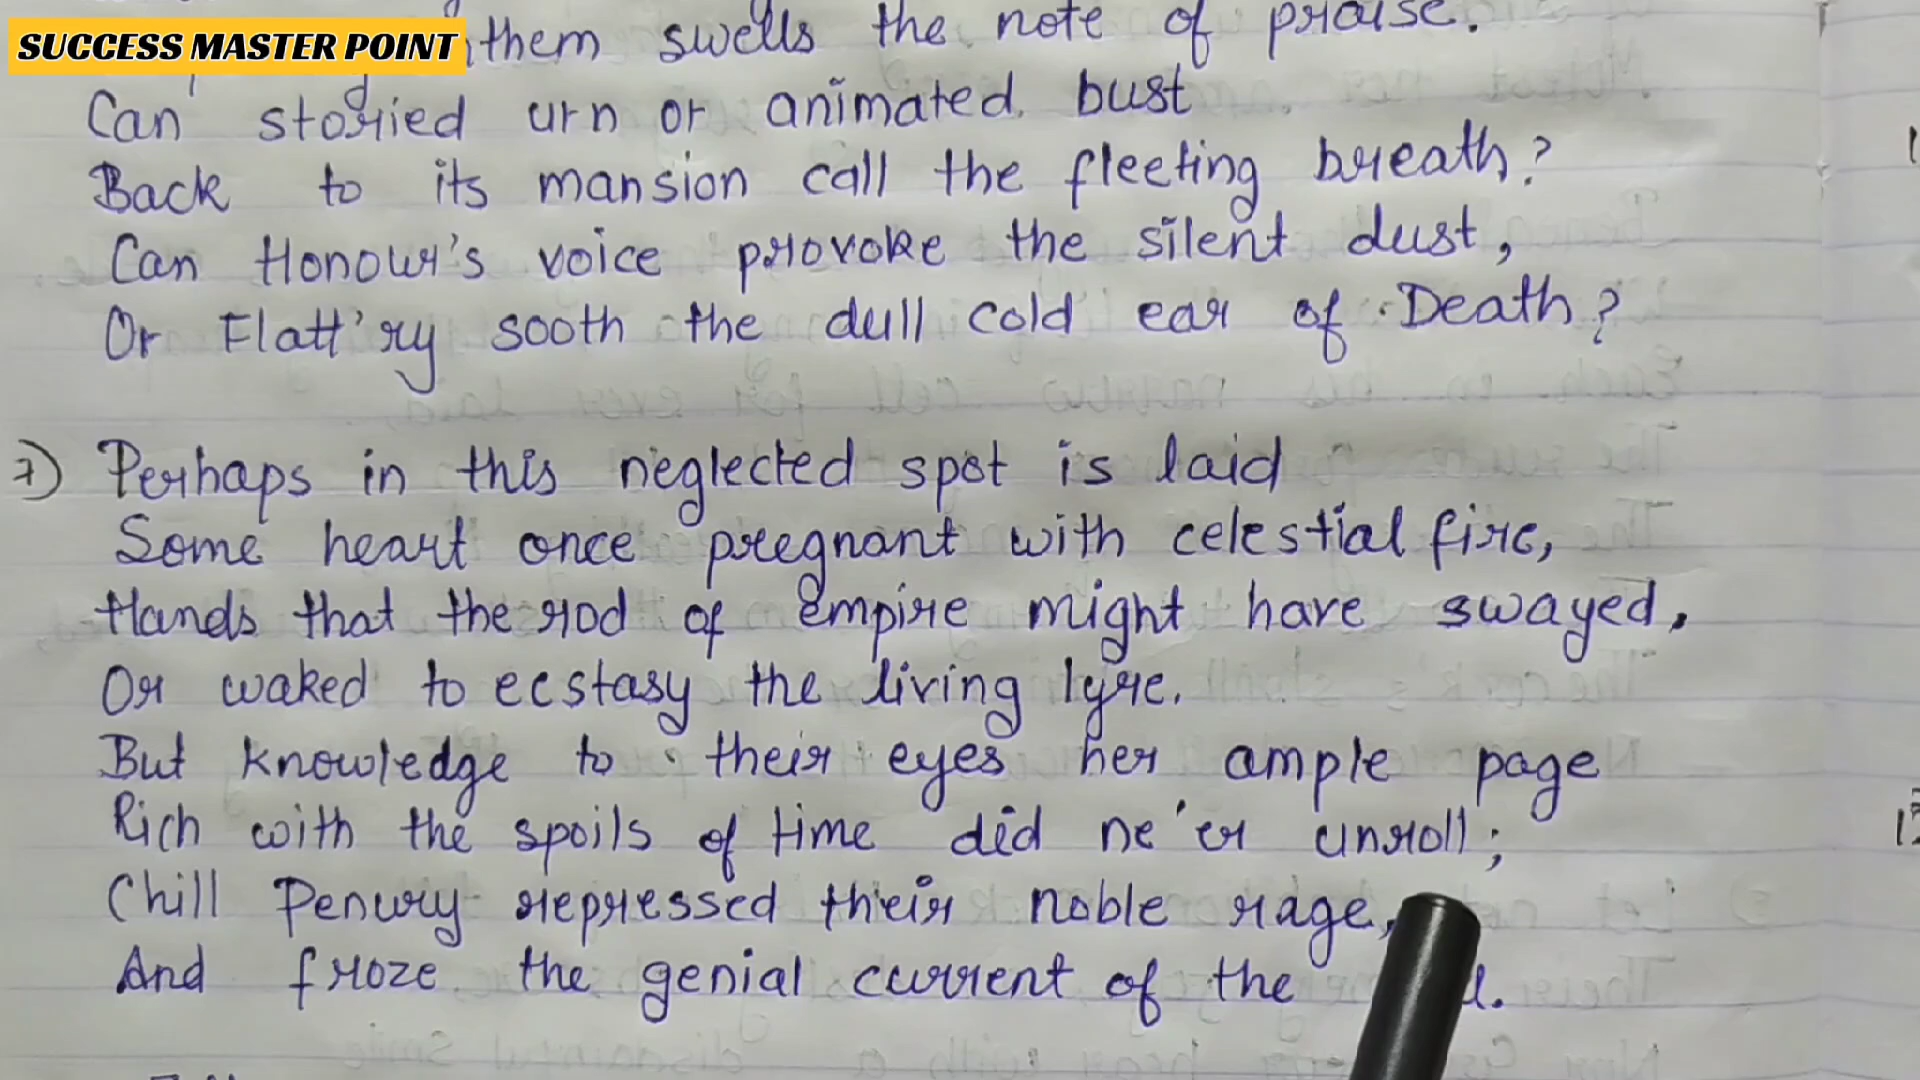 SUCCESS MASTER POINT
them swells the note of praise.
Can storied urn or animated bust
Back to its mansion call the fleeting breath?
Can Honour's voice provoke the silent dust,
Or Flatt'ry sooth the dull cold ear of Death?
7) Perhaps in this neglected spot is laid
Some heart once pregnant with celestial fire,
Hands that the rod of empire might have swayed,
Or waked to ecstasy the living lyre.
But knowledge to their eyes her ample page
Rich with the spoils of time did ne'er unroll;
Chill Penury repressed their noble rage,
And froze the genial current of the